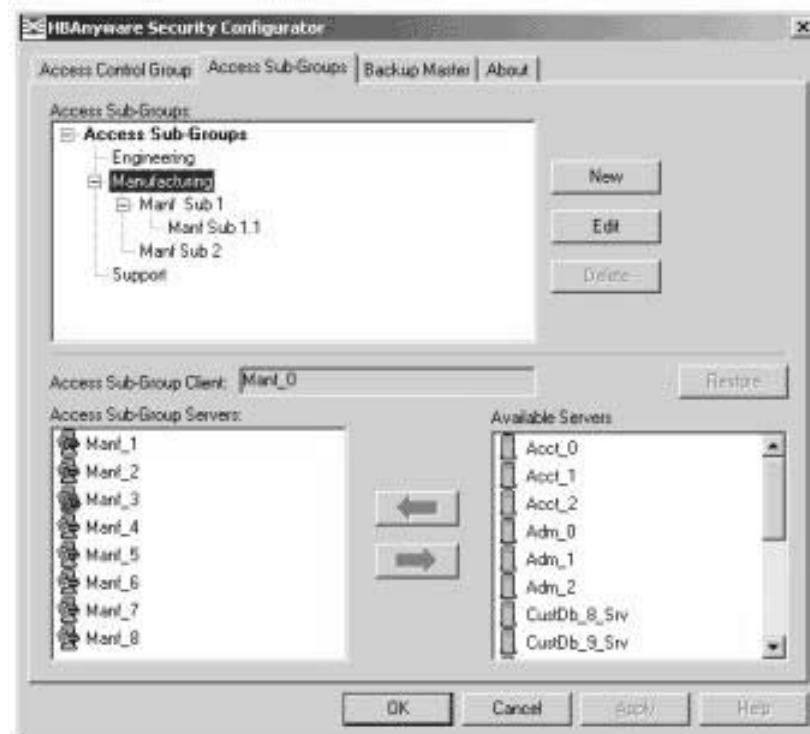 HBAnyware Security Configurator
Access Control Group
Access Sub-Groups
Backup Master
About
Access Sub-Groups:
Access Sub-Groups
Engineering
Manufacturing
Manf Sub 1
Manf Sub 1.1
Manf Sub 2
Support
New
Edit
Delete
Access Sub-Group Client: Manf_0
Restore
Access Sub-Group Servers:
Manf_1
Manf_2
Manf_3
Manf_4
Manf_5
Manf_6
Manf_7
Manf_8
Available Servers
Acct_0
Acct_1
Acct_2
Adm_0
Adm_1
Adm_2
CustDb_8_Srv
CustDb_9_Srv
OK
Cancel
Apply
Help